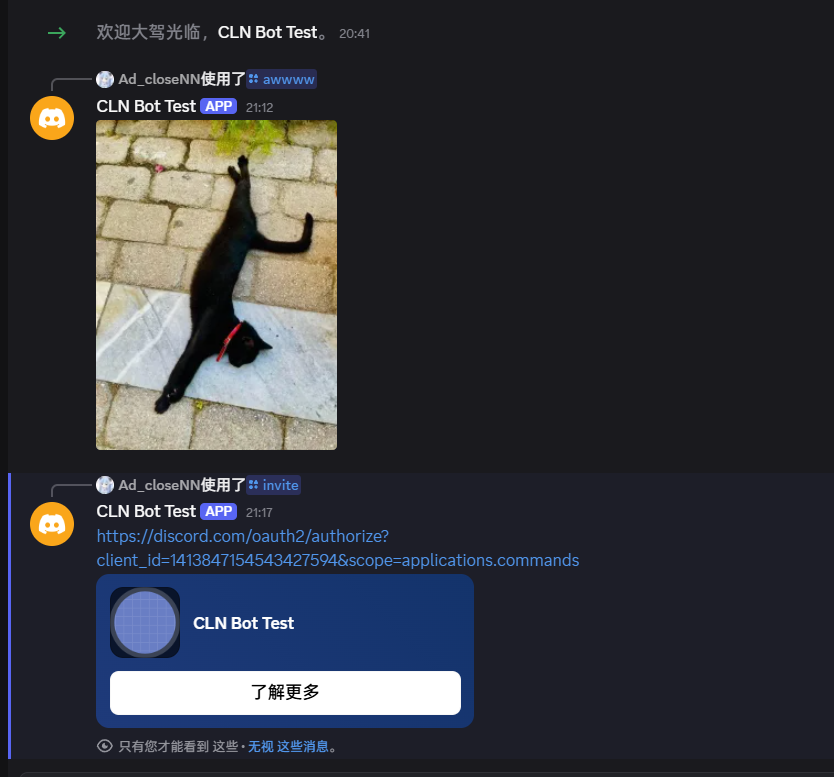 欢迎大驾光临，CLN Bot Test。 20:41
Ad_closeNN使用了 awwww
CLN Bot Test APP 21:12
Ad_closeNN使用了 invite
CLN Bot Test APP 21:17
https://discord.com/oauth2/authorize?
client_id=1413847154543427594&scope=applications.commands
CLN Bot Test
了解更多
只有您才能看到 这些 • 无视 这些消息。